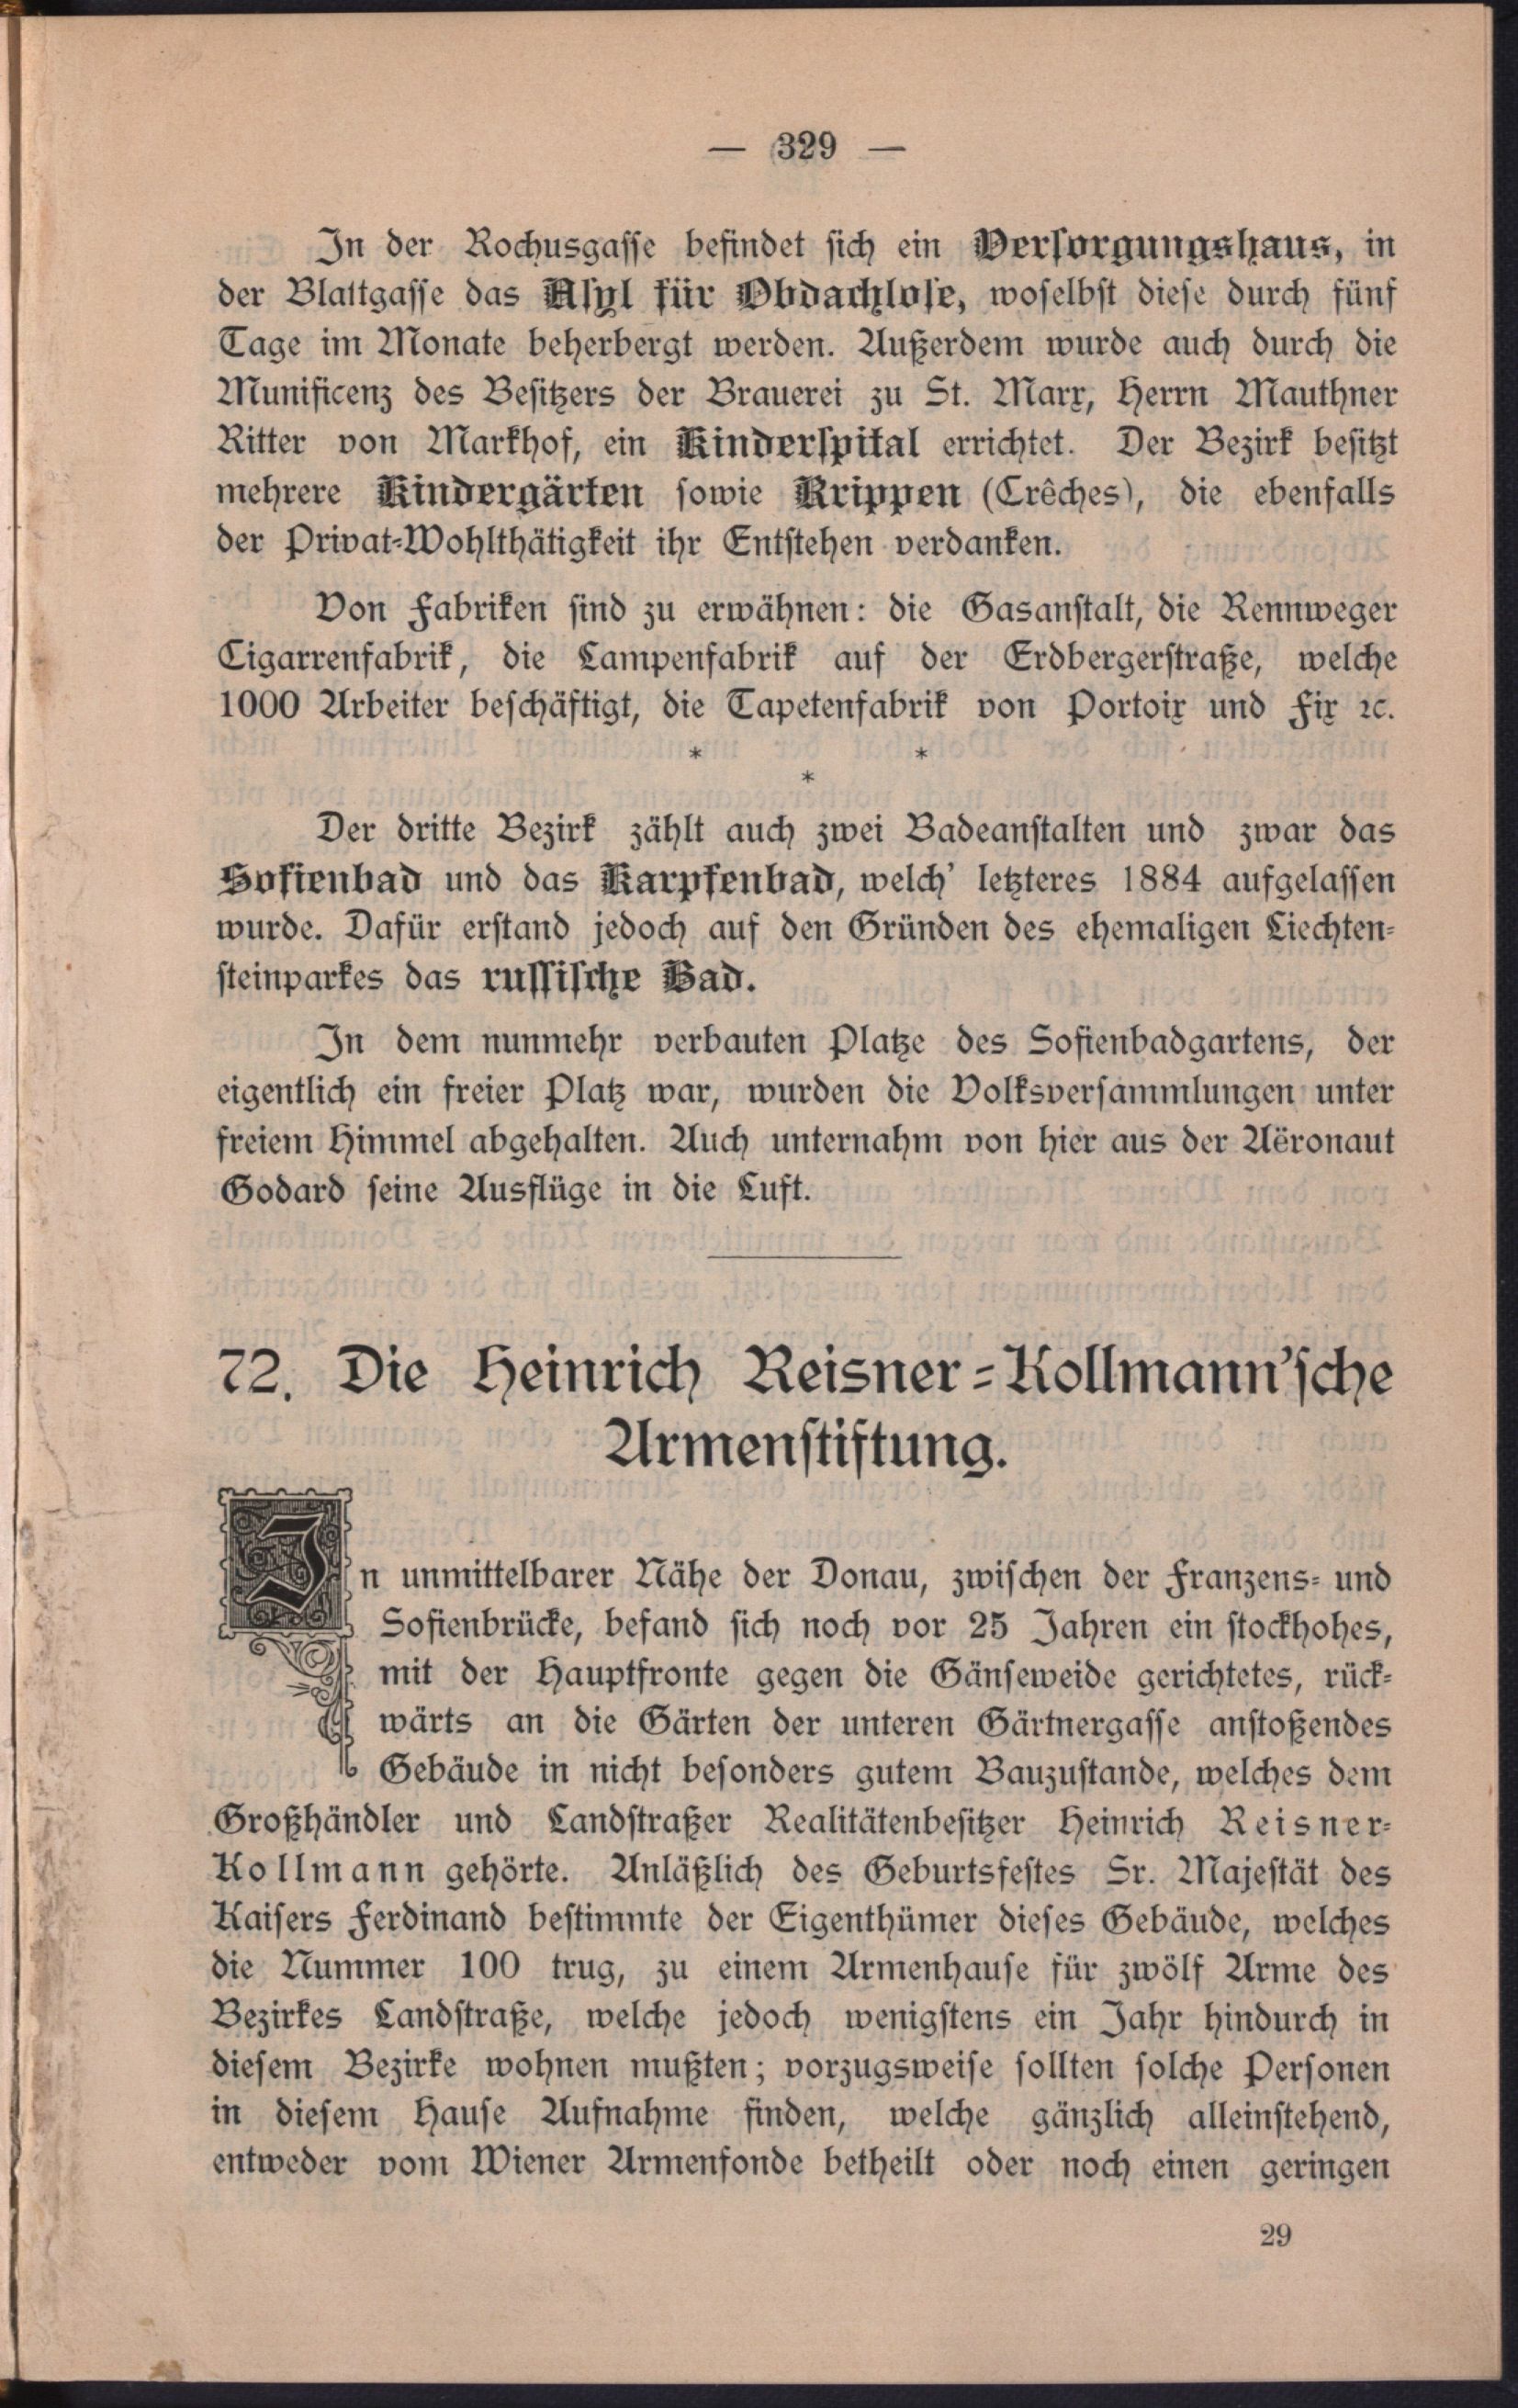 — 329 —
In der Rochusgasse befindet sich ein Versorgungshaus, in
der Blattgasse das Asyl für Obdachlose, woselbst diese durch fünf
Tage im Monate beherbergt werden. Außerdem wurde auch durch die
Munificenz des Besitzers der Brauerei zu St. Marx, Herrn Mauthner
Ritter von Markhof, ein Kinderspital errichtet. Der Bezirk besitzt
mehrere Kindergärten sowie Krippen (Crêches), die ebenfalls
der Privat-Wohlthätigkeit ihr Entstehen verdanken.
Von Fabriken sind zu erwähnen: die Gasanstalt, die Rennweger
Cigarrenfabrik, die Lampenfabrik auf der Erdbergerstraße, welche
1000 Arbeiter beschäftigt, die Tapetenfabrik von Portoix und Fix ꝛc.
* *
*
Der dritte Bezirk zählt auch zwei Badeanstalten und zwar das
Sofienbad und das Karpfenbad, welch' letzteres 1884 aufgelassen
wurde. Dafür erstand jedoch auf den Gründen des ehemaligen Liechten-
steinparkes das russische Bad.
In dem nunmehr verbauten Platze des Sofienbadgartens, der
eigentlich ein freier Platz war, wurden die Volksversammlungen unter
freiem Himmel abgehalten. Auch unternahm von hier aus der Aëronaut
Godard seine Ausflüge in die Luft.
72. Die Heinrich Reisner-Kollmann'sche
Armenstiftung.
In unmittelbarer Nähe der Donau, zwischen der Franzens- und
Sofienbrücke, befand sich noch vor 25 Jahren ein stockhohes,
mit der Hauptfronte gegen die Gänseweide gerichtetes, rück-
wärts an die Gärten der unteren Gärtnergasse anstoßendes
Gebäude in nicht besonders gutem Bauzustande, welches dem
Großhändler und Landstraßer Realitätenbesitzer Heinrich Reisner-
Kollmann gehörte. Anläßlich des Geburtsfestes Sr. Majestät des
Kaisers Ferdinand bestimmte der Eigenthümer dieses Gebäude, welches
die Nummer 100 trug, zu einem Armenhause für zwölf Arme des
Bezirkes Landstraße, welche jedoch wenigstens ein Jahr hindurch in
diesem Bezirke wohnen mußten; vorzugsweise sollten solche Personen
in diesem Hause Aufnahme finden, welche gänzlich alleinstehend,
entweder vom Wiener Armenfonde betheilt oder noch einen geringen
29